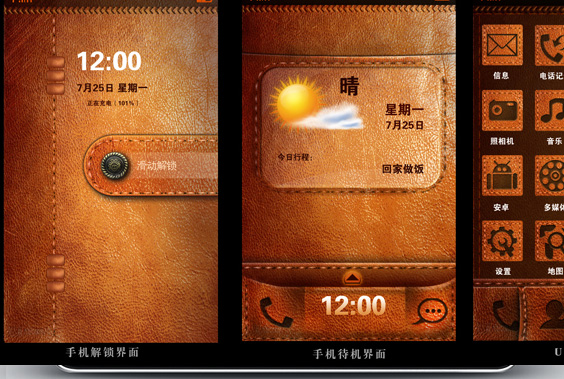 12:00
7月25日 星期一
正在充电（101%）
滑动解锁
手机解锁界面
晴
星期一
7月25日
今日行程：
回家做饭
12:00
手机待机界面
信息
电话记
照相机
音乐
安卓
多媒体
设置
地图
U